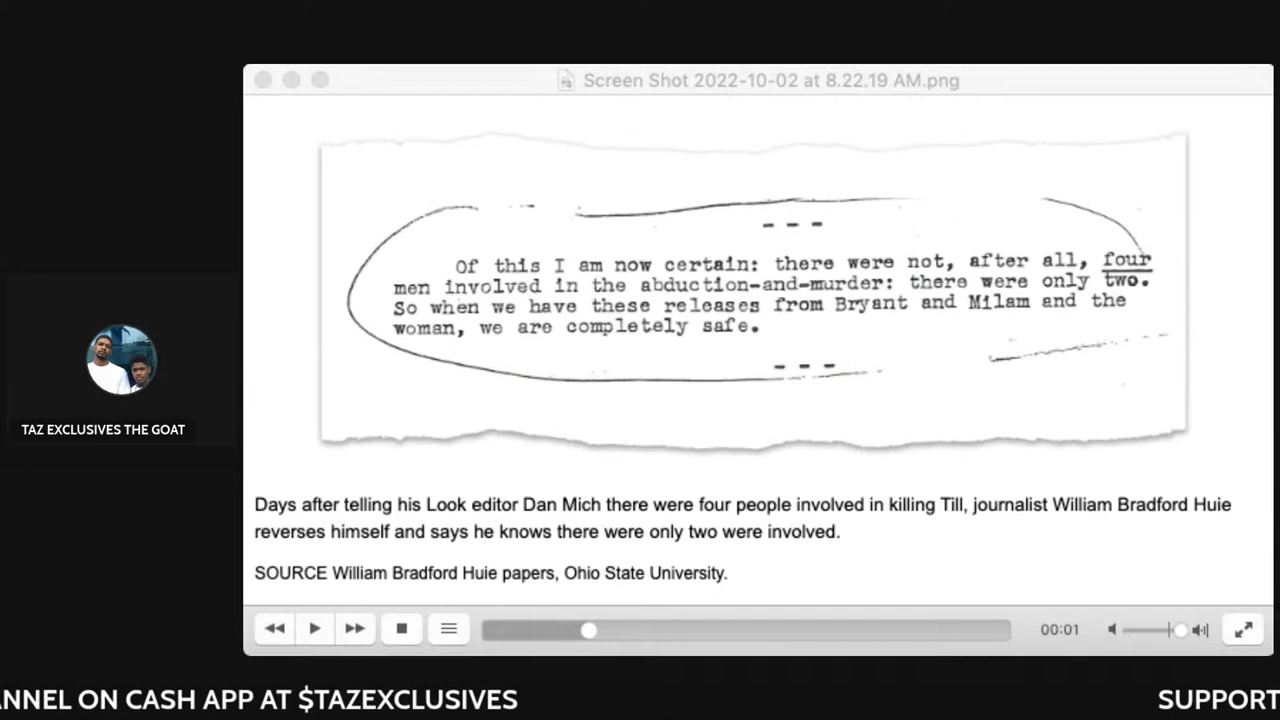 Screen Shot 2022-10-02 at 8.22.19 AM.png
- - -
Of this I am now certain: there were not, after all, four
men involved in the abduction-and-murder: there were only two.
So when we have these releases from Bryant and Milam and the
woman, we are completely safe.
- - -
TAZ EXCLUSIVES THE GOAT
Days after telling his Look editor Dan Mich there were four people involved in killing Till, journalist William Bradford Huie
reverses himself and says he knows there were only two were involved.
SOURCE William Bradford Huie papers, Ohio State University.
00:01
ANNEL ON CASH APP AT $TAZEXCLUSIVES SUPPORT